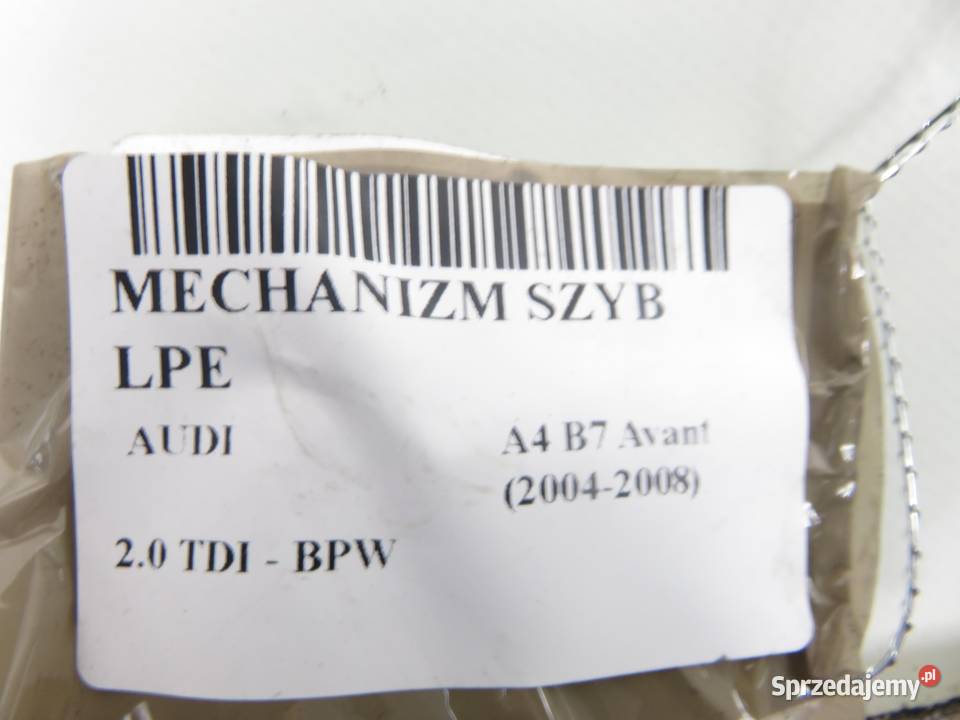 MECHANIZM SZYB
LPE
AUDI
A4 B7 Avant
(2004-2008)
2.0 TDI - BPW
Sprzedajemy.pl